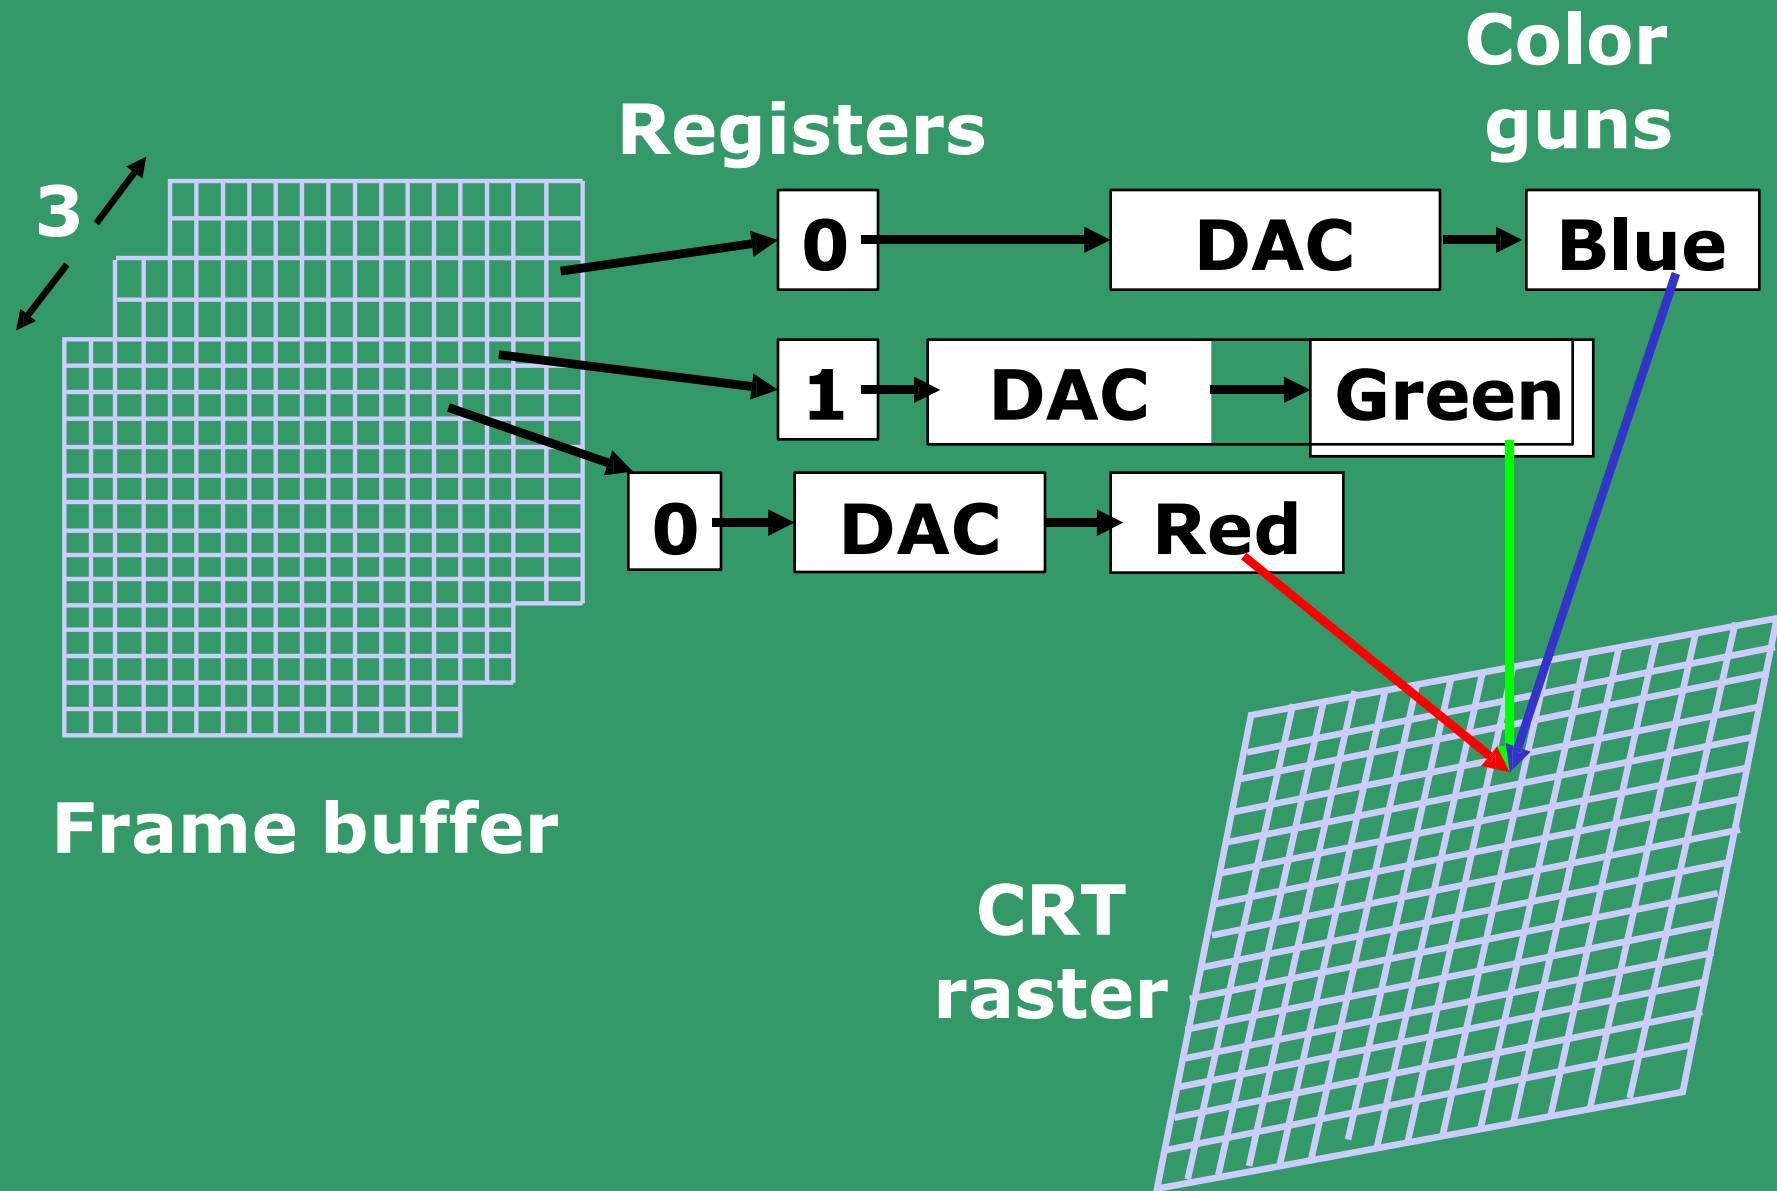 Color
guns
Registers
3
0
DAC
Blue
1
DAC
Green
0
DAC
Red
Frame buffer
CRT
raster